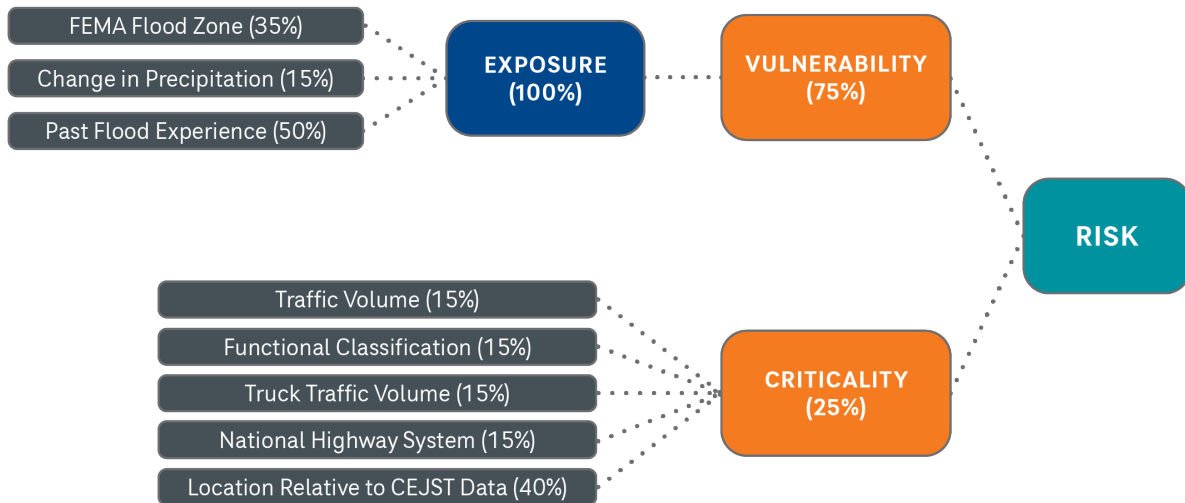 FEMA Flood Zone (35%)
Change in Precipitation (15%)
Past Flood Experience (50%)
EXPOSURE
(100%)
VULNERABILITY
(75%)
RISK
Traffic Volume (15%)
Functional Classification (15%)
Truck Traffic Volume (15%)
National Highway System (15%)
Location Relative to CEJST Data (40%)
CRITICALITY
(25%)